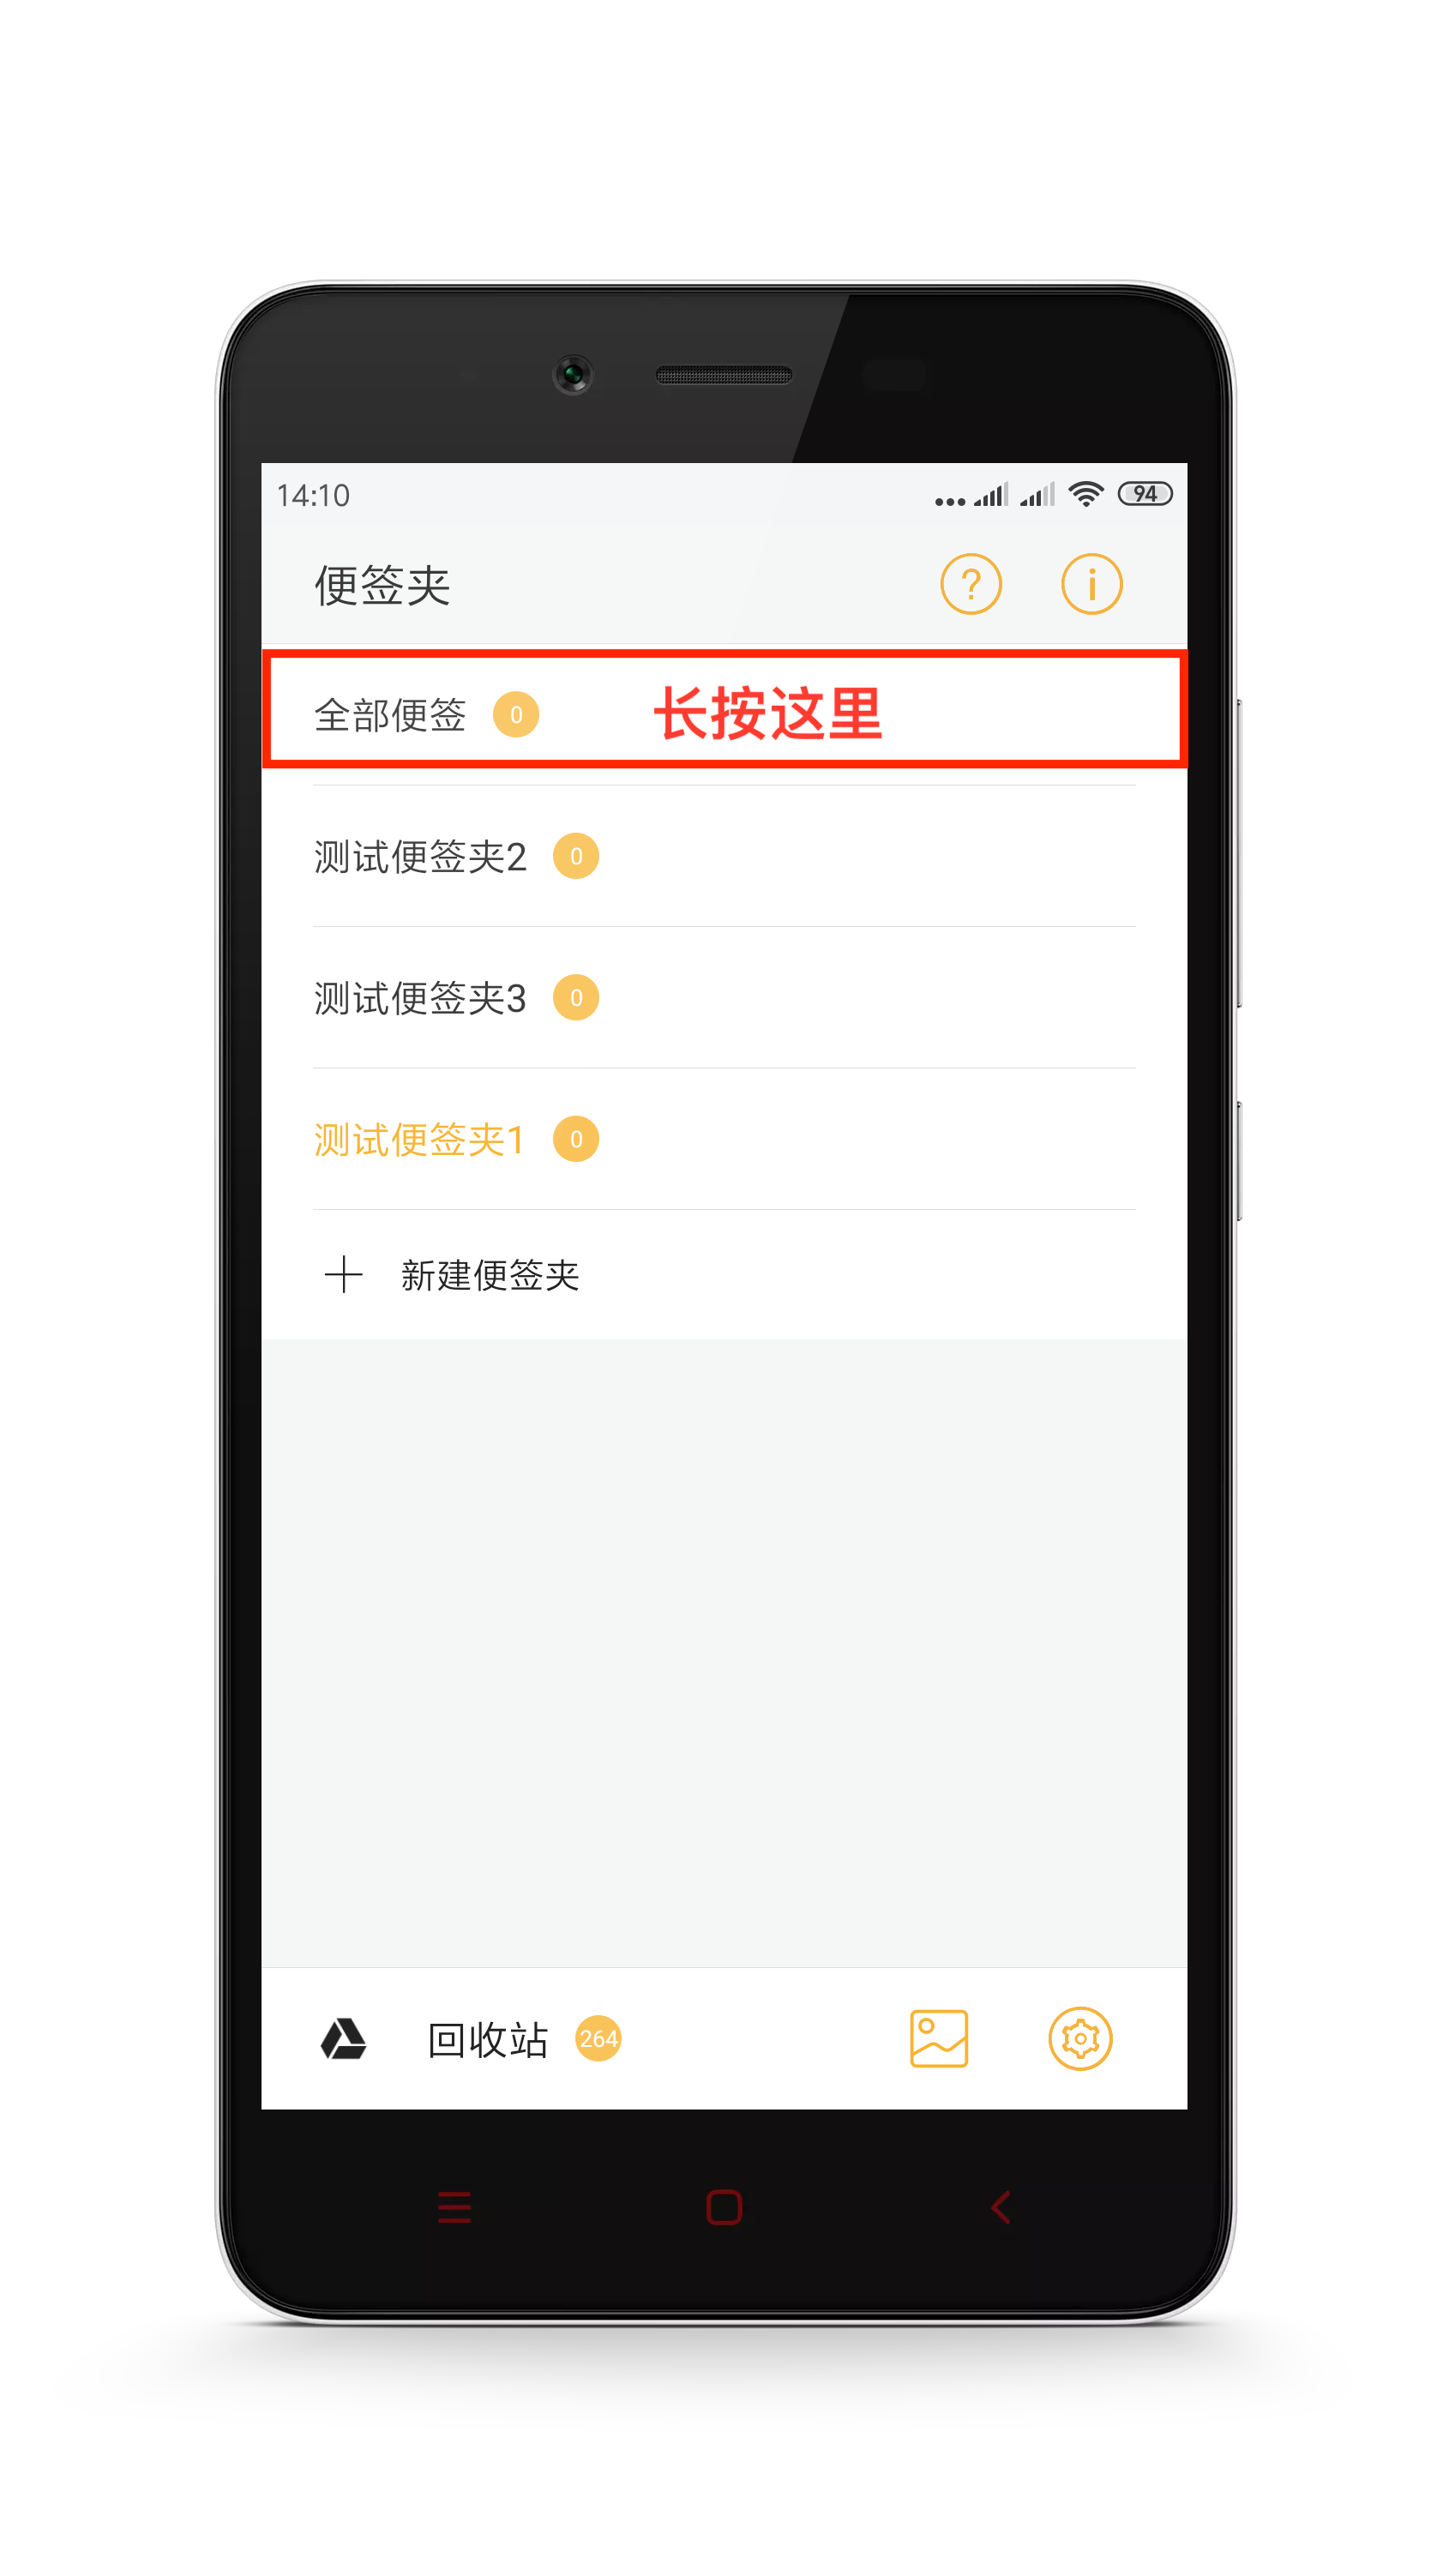 14:10 94
便签夹 ? i
全部便签 0 长按这里
测试便签夹2 0
测试便签夹3 0
测试便签夹1 0
新建便签夹
回收站 264